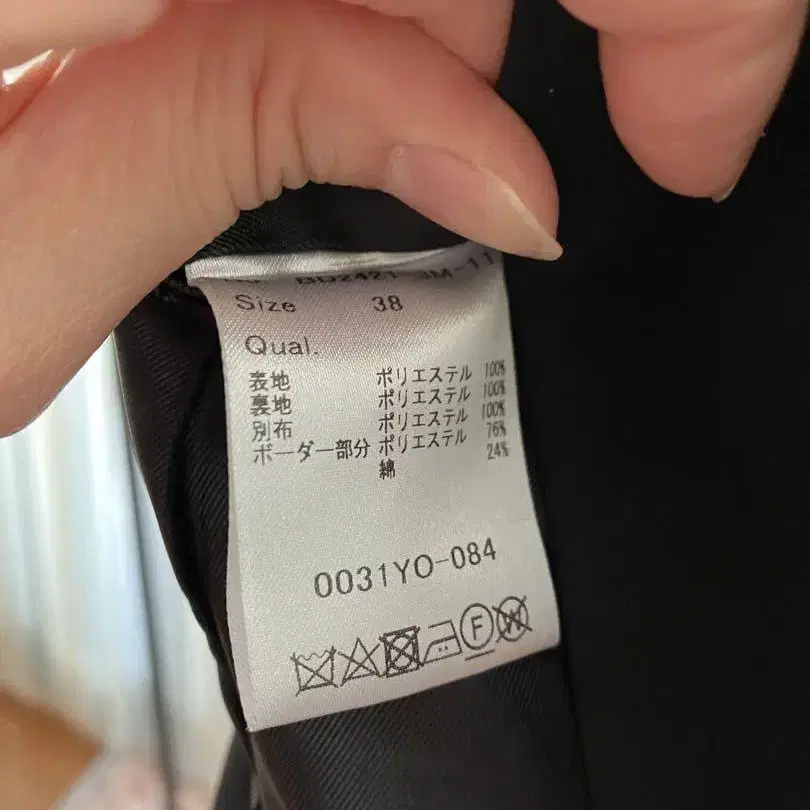 Size 38
Qual.
表地 ポリエステル 100%
裏地 ポリエステル 100%
別布 ポリエステル 100%
ボーダー部分 ポリエステル 76%
綿 24%
0031YO-084
F
W